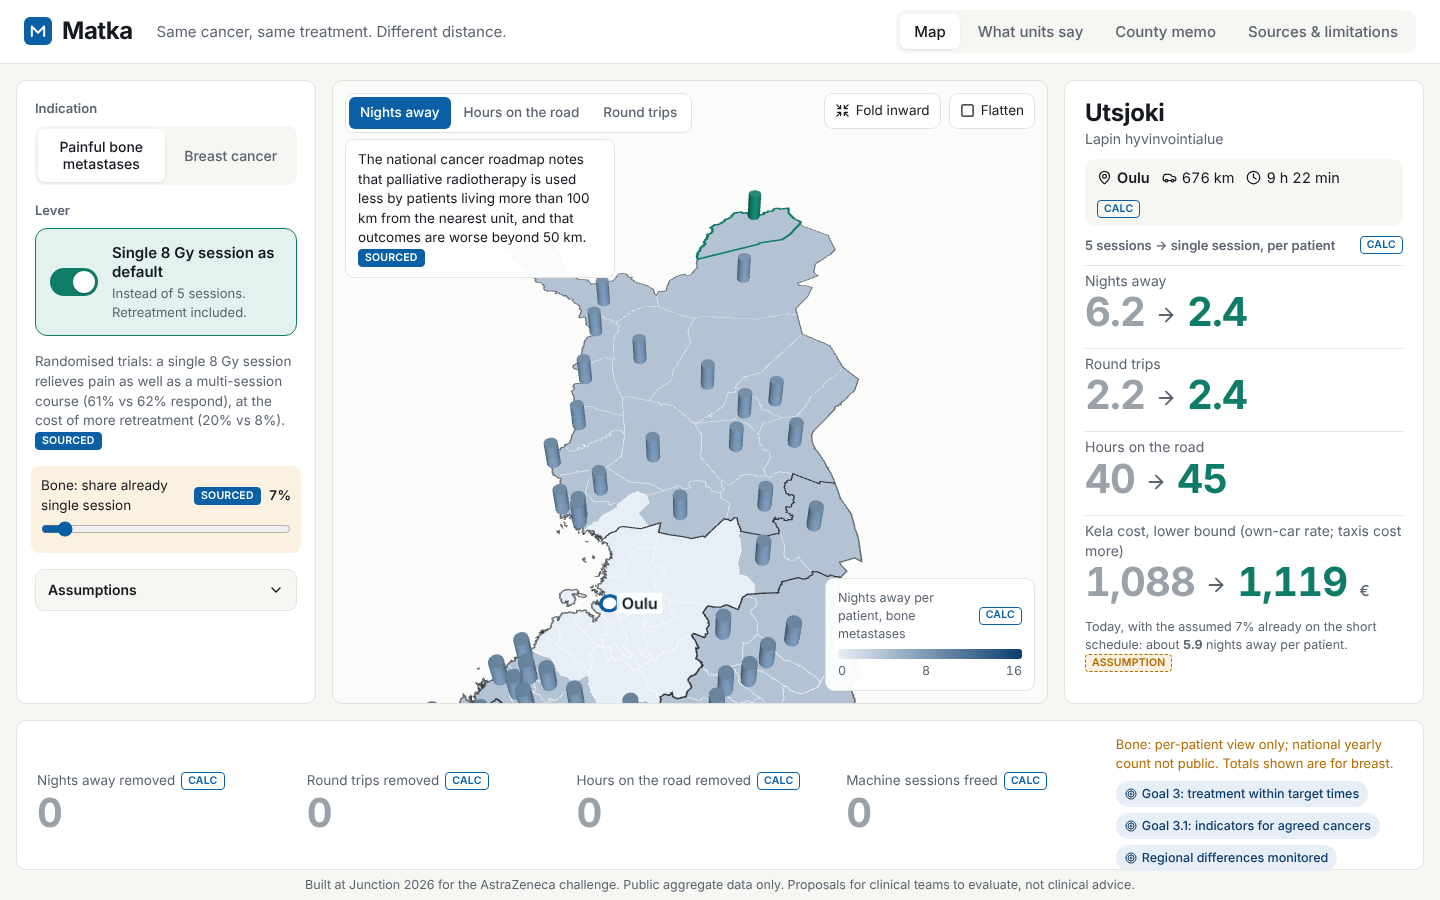 Matka
Same cancer, same treatment. Different distance.
Map
What units say
County memo
Sources & limitations
Indication
Painful bone
metastases
Breast cancer
Lever
Single 8 Gy session as
default
Instead of 5 sessions.
Retreatment included.
Randomised trials: a single 8 Gy session
relieves pain as well as a multi-session
course (61% vs 62% respond), at the
cost of more retreatment (20% vs 8%).
SOURCED
Bone: share already
single session
SOURCED
7%
Assumptions
Nights away
Hours on the road
Round trips
Fold inward
Flatten
The national cancer roadmap notes
that palliative radiotherapy is used
less by patients living more than 100
km from the nearest unit, and that
outcomes are worse beyond 50 km.
SOURCED
Oulu
Nights away per
patient, bone
metastases
CALC
0
8
16
Utsjoki
Lapin hyvinvointialue
Oulu
676 km
9 h 22 min
CALC
5 sessions → single session, per patient
CALC
Nights away
6.2 → 2.4
Round trips
2.2 → 2.4
Hours on the road
40 → 45
Kela cost, lower bound (own-car rate; taxis cost
more)
1,088 → 1,119 €
Today, with the assumed 7% already on the short
schedule: about 5.9 nights away per patient.
ASSUMPTION
Nights away removed CALC
0
Round trips removed CALC
0
Hours on the road removed CALC
0
Machine sessions freed CALC
0
Bone: per-patient view only; national yearly
count not public. Totals shown are for breast.
Goal 3: treatment within target times
Goal 3.1: indicators for agreed cancers
Regional differences monitored
Built at Junction 2026 for the AstraZeneca challenge. Public aggregate data only. Proposals for clinical teams to evaluate, not clinical advice.